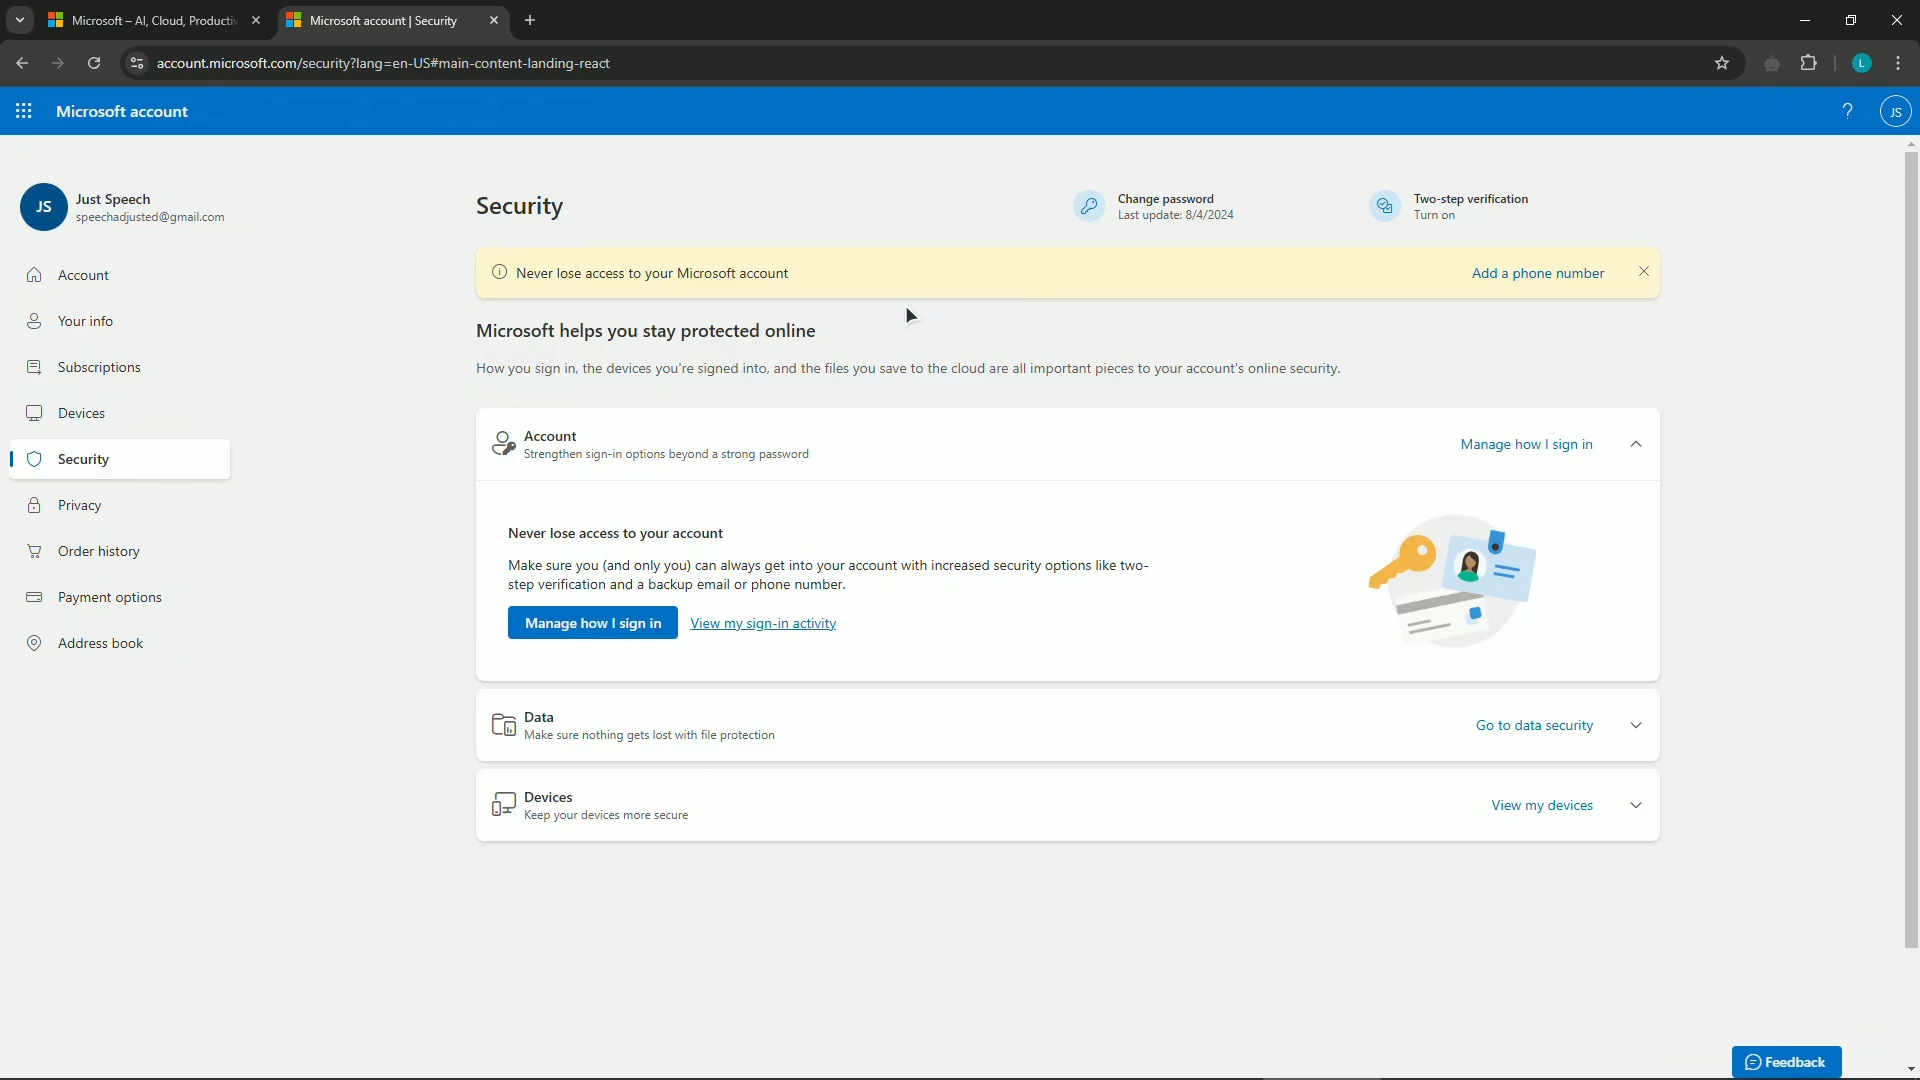 Microsoft – AI, Cloud, Productiv
Microsoft account | Security
account.microsoft.com/security?lang=en-US#main-content-landing-react
L
Microsoft account
?
JS
JS
Just Speech
speechadjusted@gmail.com
Account
Your info
Subscriptions
Devices
Security
Privacy
Order history
Payment options
Address book
Security
Change password
Last update: 8/4/2024
Two-step verification
Turn on
Never lose access to your Microsoft account
Add a phone number
Microsoft helps you stay protected online
How you sign in, the devices you're signed into, and the files you save to the cloud are all important pieces to your account's online security.
Account
Strengthen sign-in options beyond a strong password
Manage how I sign in
Never lose access to your account
Make sure you (and only you) can always get into your account with increased security options like two-
step verification and a backup email or phone number.
Manage how I sign in
View my sign-in activity
Data
Make sure nothing gets lost with file protection
Go to data security
Devices
Keep your devices more secure
View my devices
Feedback